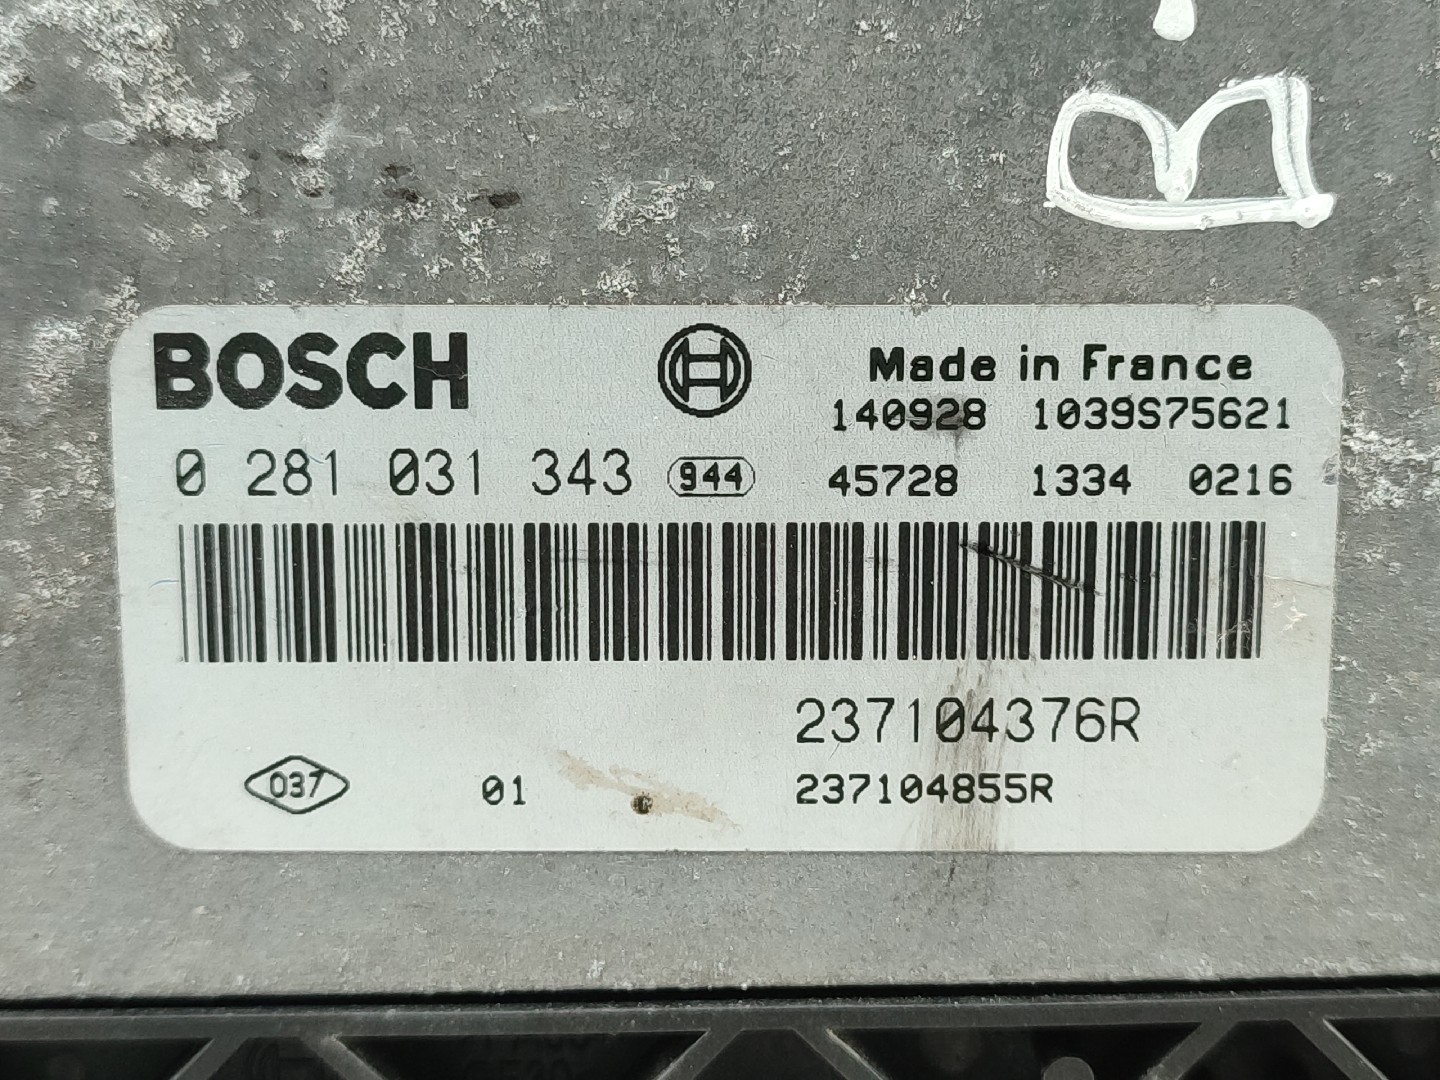 B
BOSCH
Made in France
140928 1039S75621
0 281 031 343 944 45728 1334 0216
237104376R
037 01 237104855R